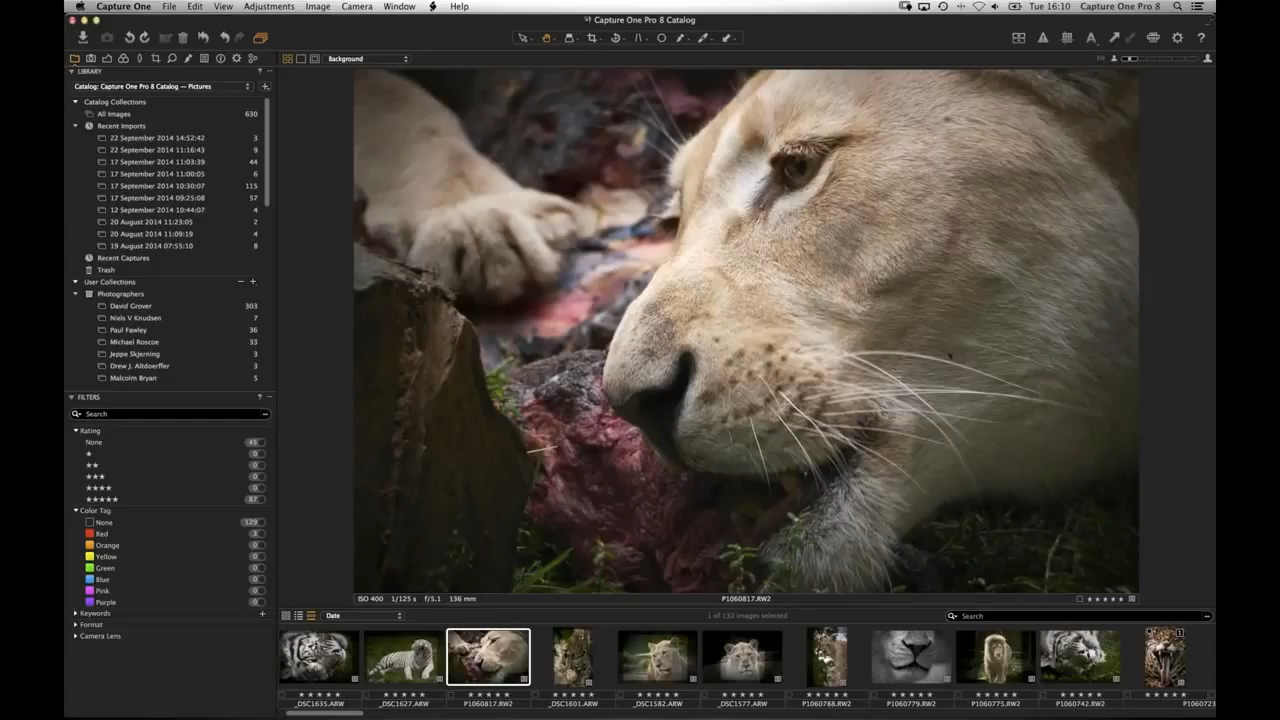 Capture One File Edit View Adjustments Image Camera Window Help Tue 16:10 Capture One Pro 8
Capture One Pro 8 Catalog
Background
LIBRARY
Catalog: Capture One Pro 8 Catalog — Pictures
Catalog Collections
All Images 630
Recent Imports
22 September 2014 14:52:42 3
22 September 2014 11:16:43 9
17 September 2014 11:03:39 44
17 September 2014 11:00:05 6
17 September 2014 10:30:07 115
17 September 2014 09:25:08 57
12 September 2014 10:44:07 4
20 August 2014 11:23:05 2
20 August 2014 11:09:19 4
19 August 2014 07:55:10 8
Recent Captures
Trash
User Collections
Photographers
David Grover 303
Niels V Knudsen 7
Paul Fawley 36
Michael Roscoe 33
Jeppe Skjerning 3
Drew J. Altdoerffer 3
Malcolm Bryan 5
FILTERS
Search
Rating
None 45
★ 0
★★ 0
★★★ 0
★★★★ 0
★★★★★ 87
Color Tag
None 129
Red 3
Orange 0
Yellow 0
Green 0
Blue 0
Pink 0
Purple 0
Keywords
Format
Camera Lens
ISO 400 1/125 s f/5.1 136 mm P1060817.RW2
Date 1 of 132 images selected Search
_DSC1635.ARW _DSC1627.ARW P1060817.RW2 _DSC1601.ARW _DSC1582.ARW _DSC1577.ARW P1060788.RW2 P1060779.RW2 P1060775.RW2 P1060742.RW2 P1060723